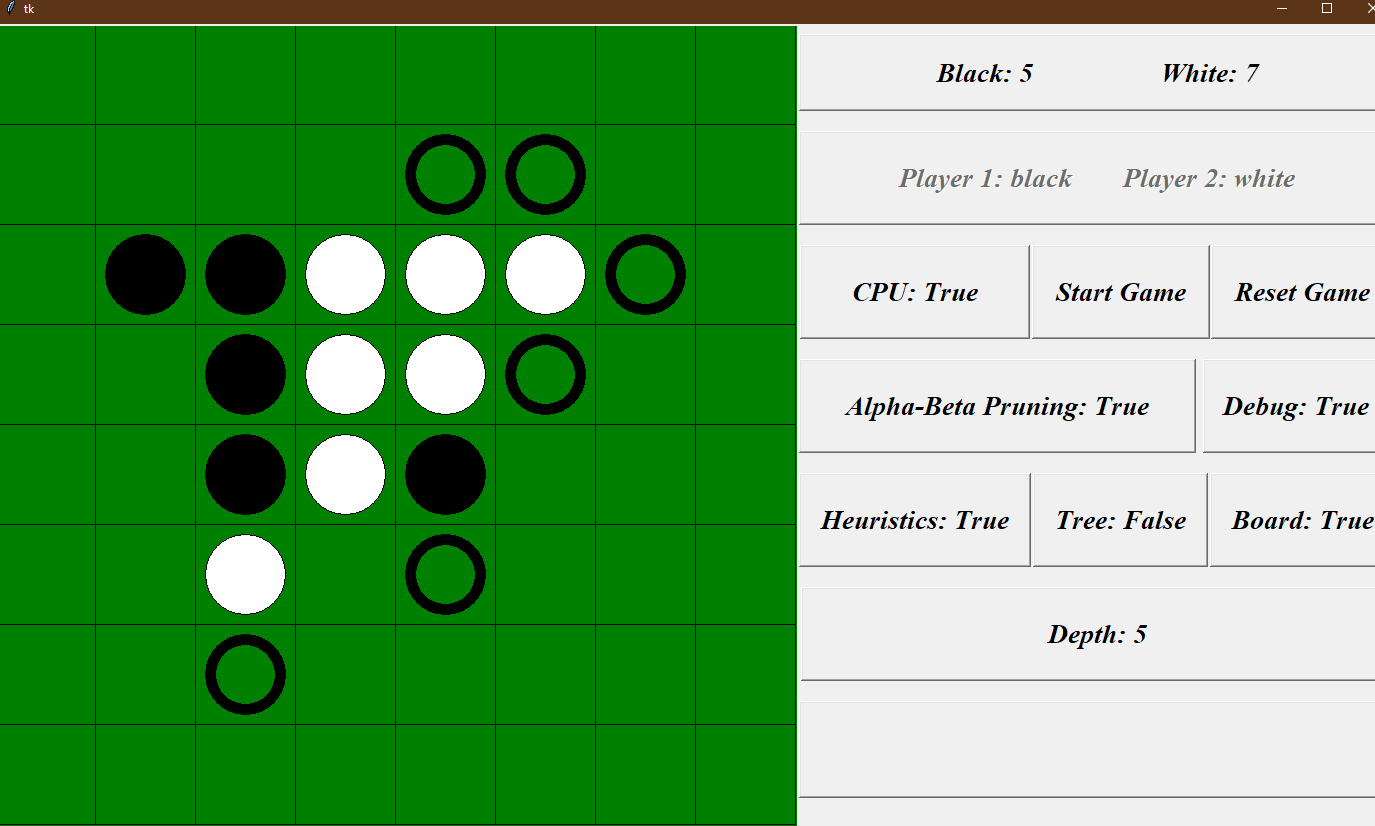 tk
Black: 5 White: 7
Player 1: black Player 2: white
CPU: True Start Game Reset Game
Alpha-Beta Pruning: True Debug: True
Heuristics: True Tree: False Board: True
Depth: 5